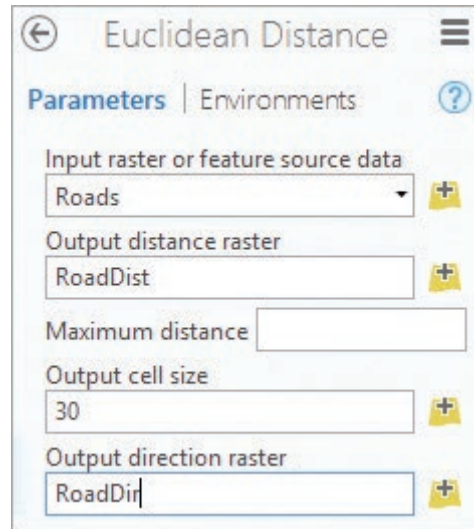 Euclidean Distance
Parameters | Environments
?
Input raster or feature source data
Roads
Output distance raster
RoadDist
Maximum distance
Output cell size
30
Output direction raster
RoadDir